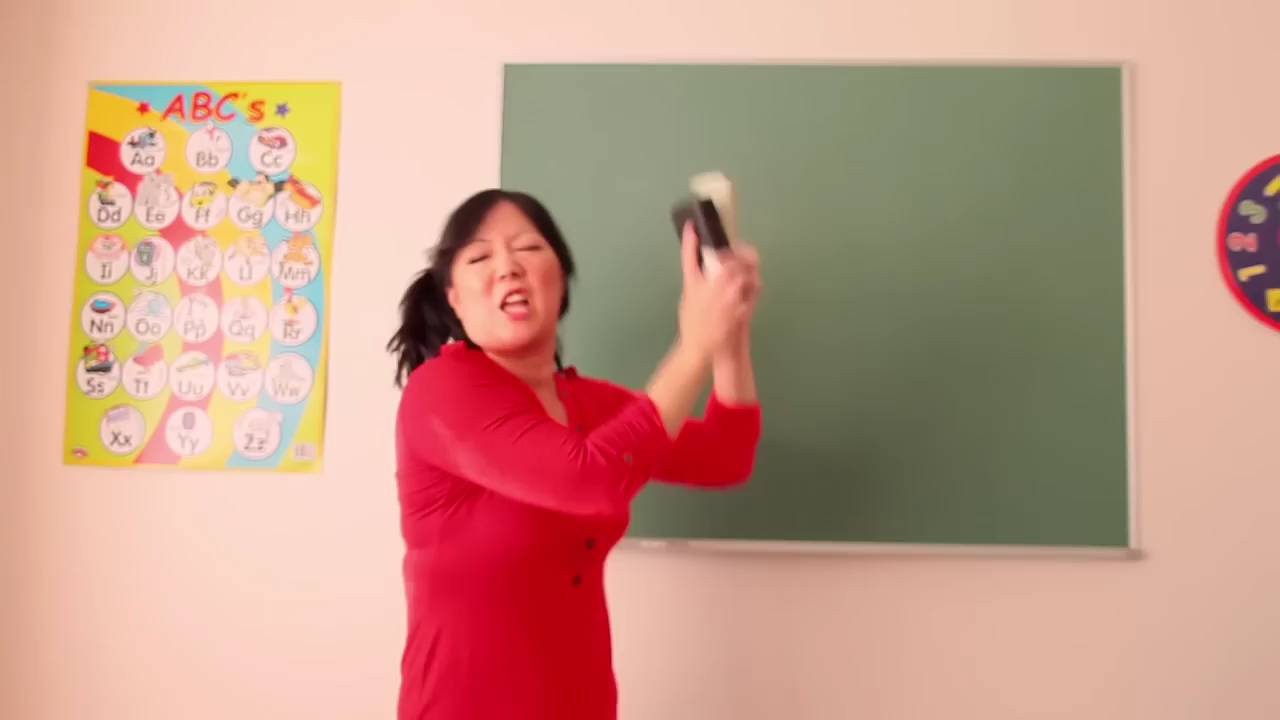 ABC's
Aa Bb Cc
Dd Ee Ff Gg Hh
Ii Jj Kk Ll Mm
Nn Oo Pp Qq Rr
Ss Tt Uu Vv Ww
Xx Yy Zz
1